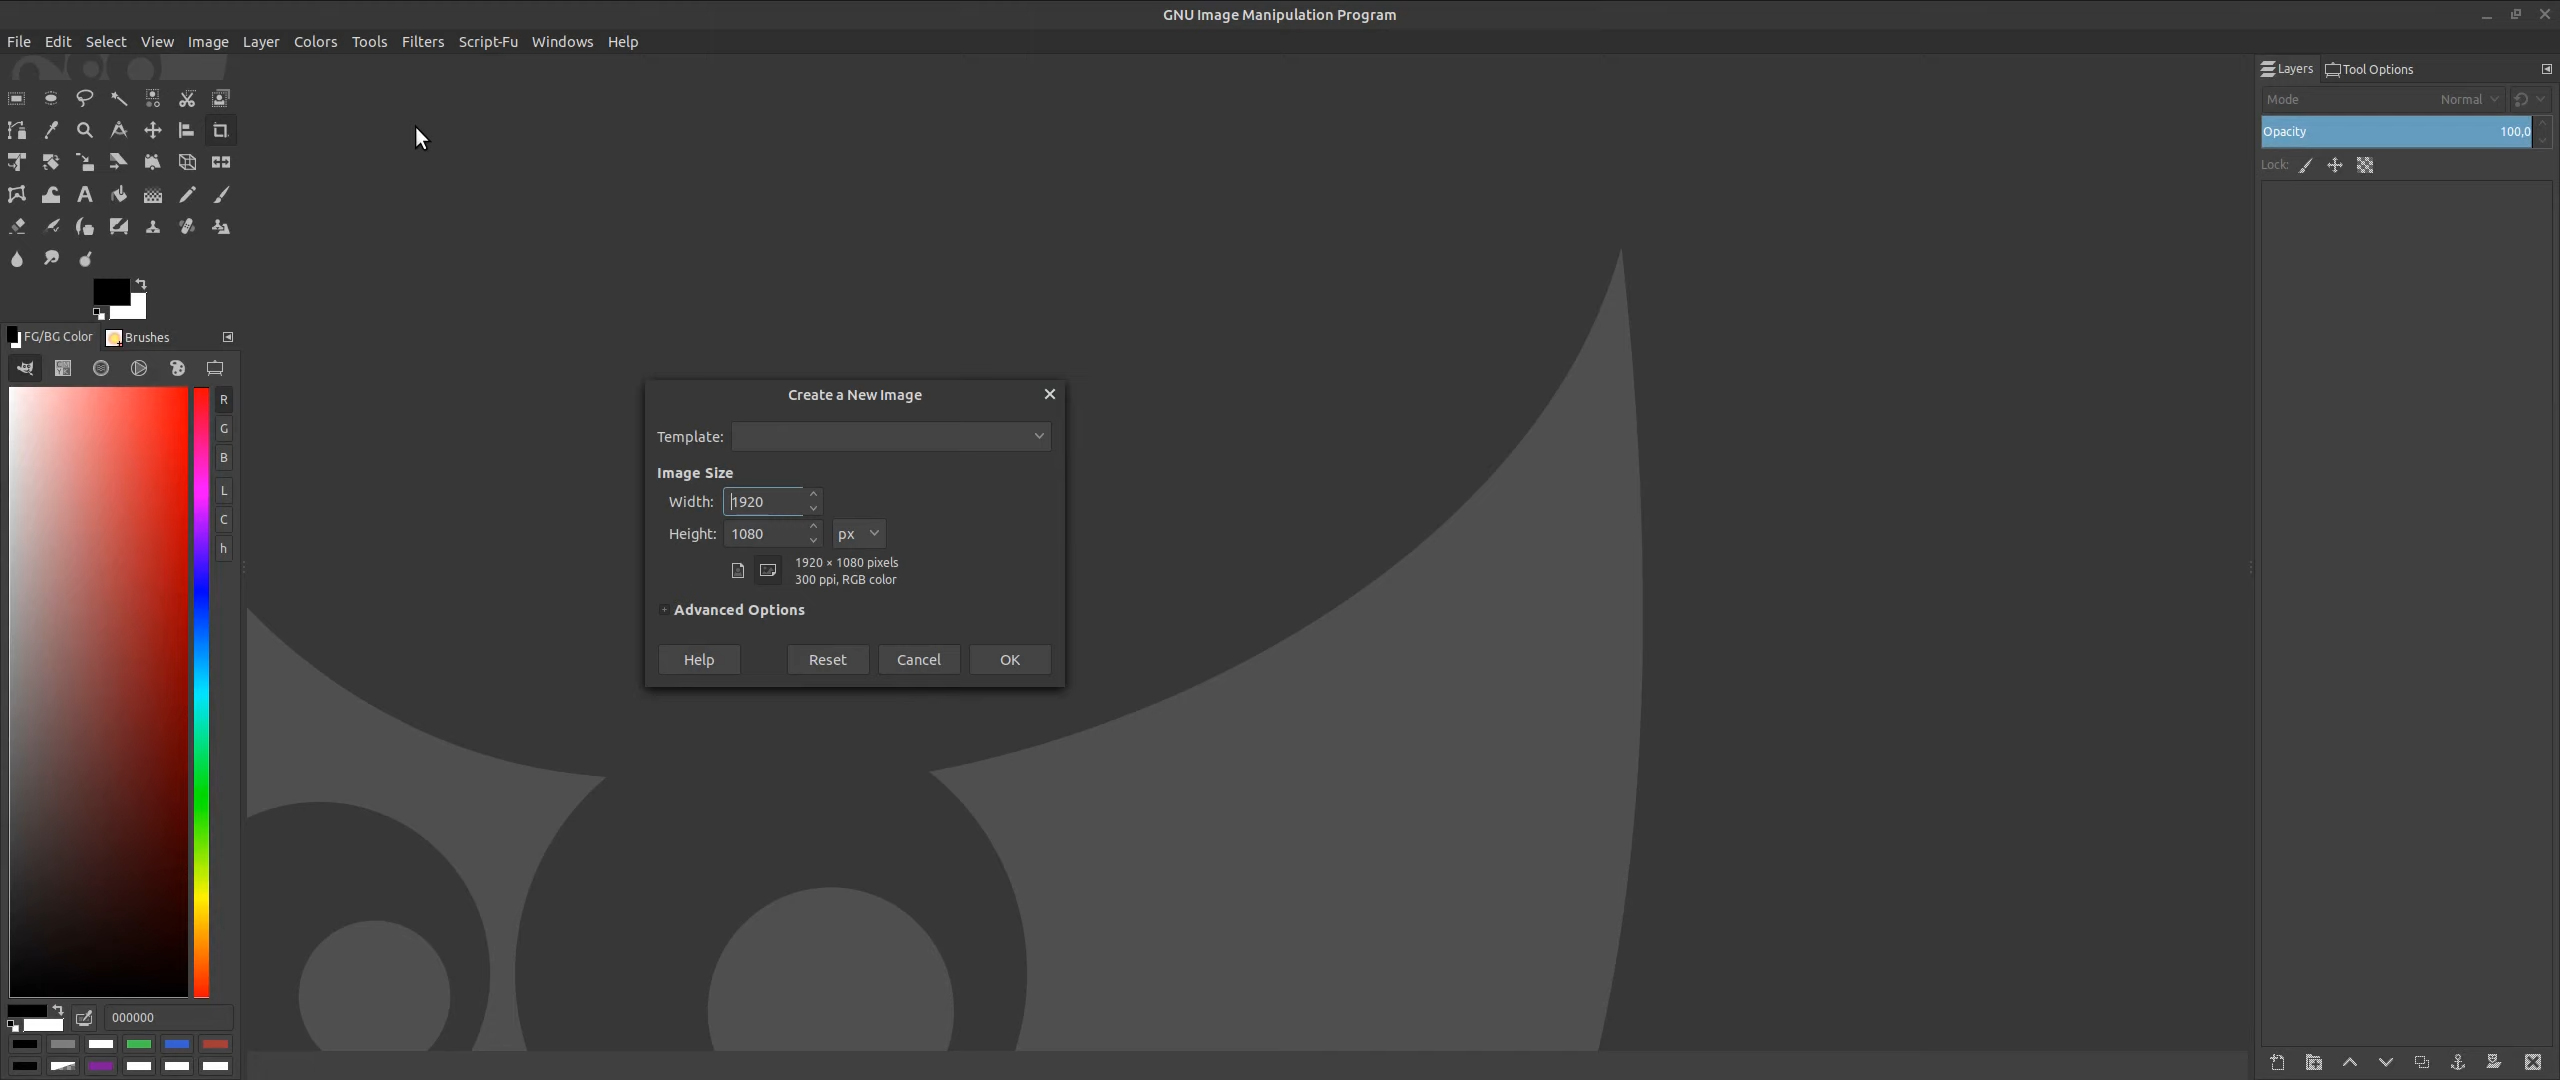 GNU Image Manipulation Program
File Edit Select View Image Layer Colors Tools Filters Script-Fu Windows Help
Layers Tool Options
Mode Normal
Opacity 100,0
Lock:
FG/BG Color Brushes
R
G
B
L
C
h
000000
Create a New Image
Template:
Image Size
Width: 1920
Height: 1080 px
1920 × 1080 pixels
300 ppi, RGB color
Advanced Options
Help Reset Cancel OK